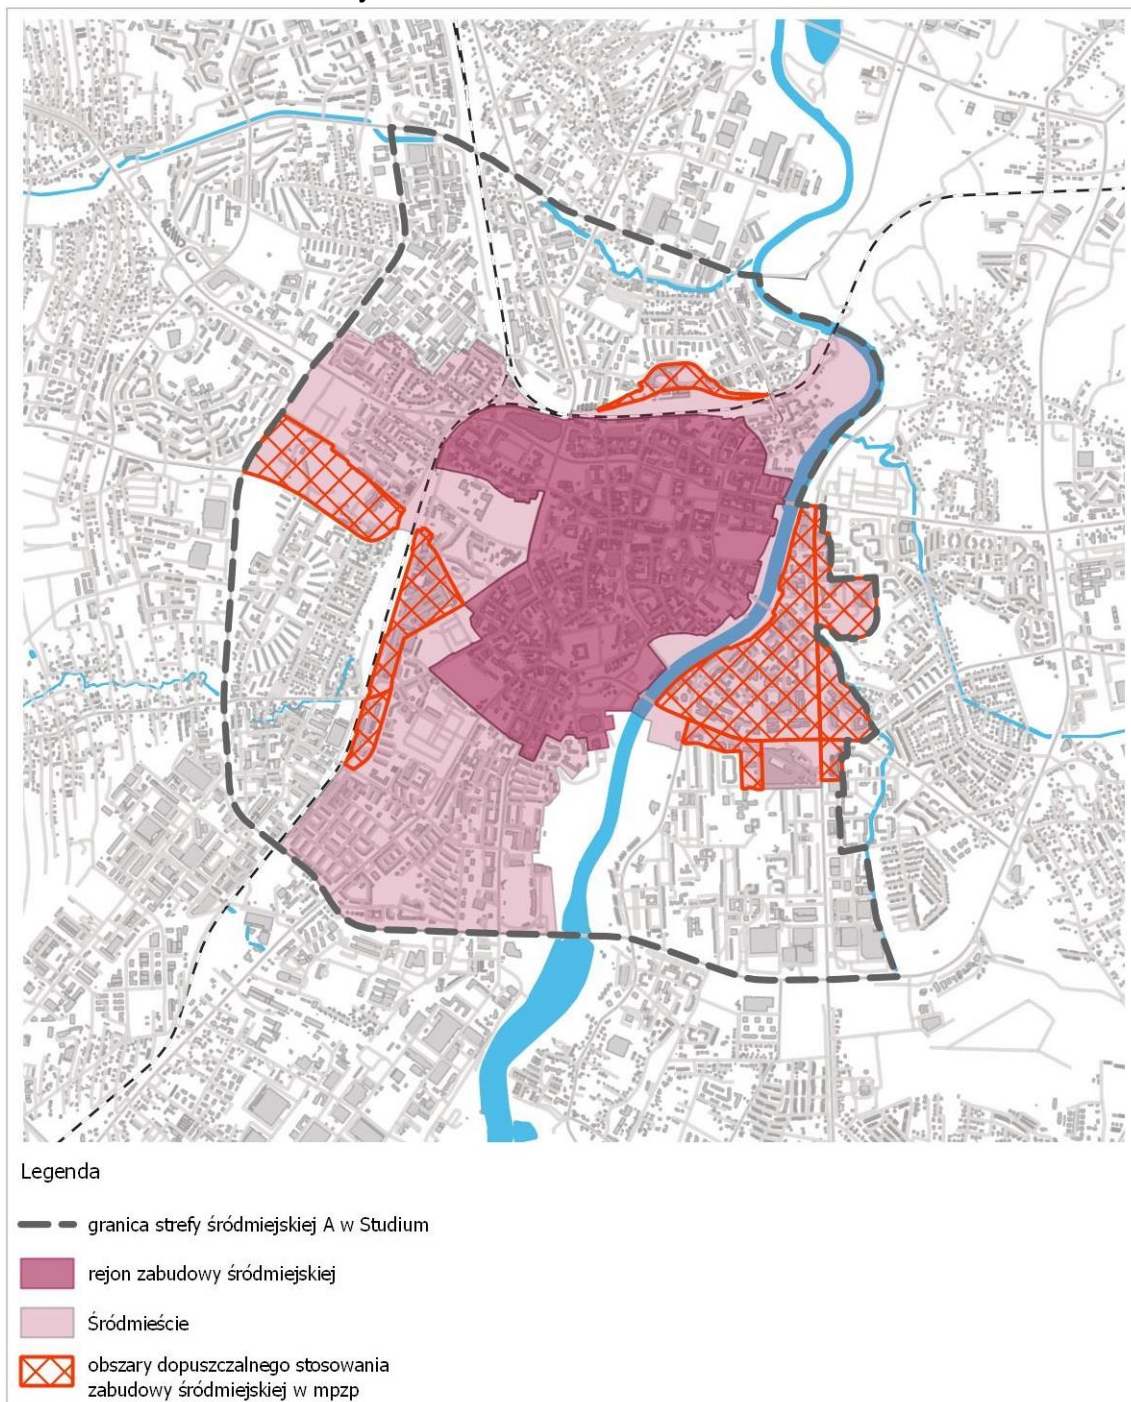 Legenda
granica strefy śródmiejskiej A w Studium
rejon zabudowy śródmiejskiej
Śródmieście
obszary dopuszczalnego stosowania
zabudowy śródmiejskiej w mpzp